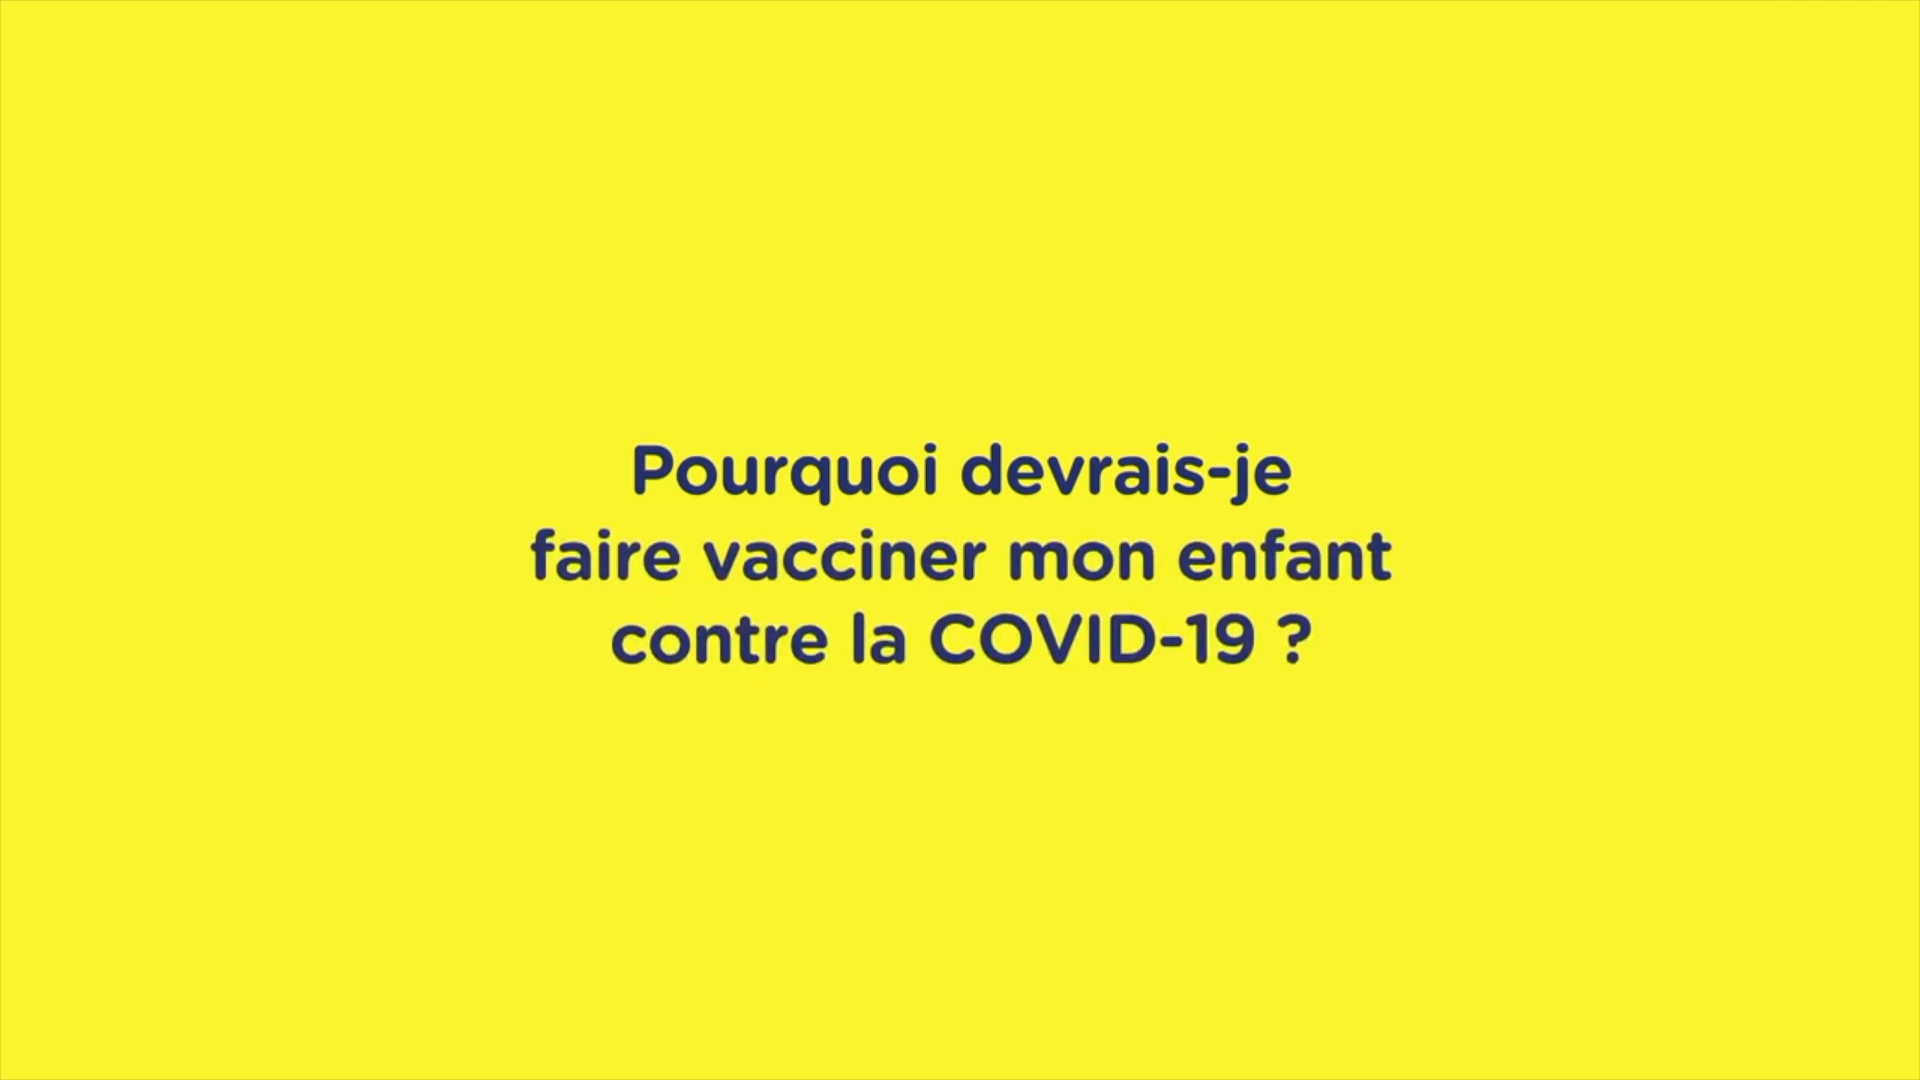 Pourquoi devrais-je
faire vacciner mon enfant
contre la COVID-19 ?